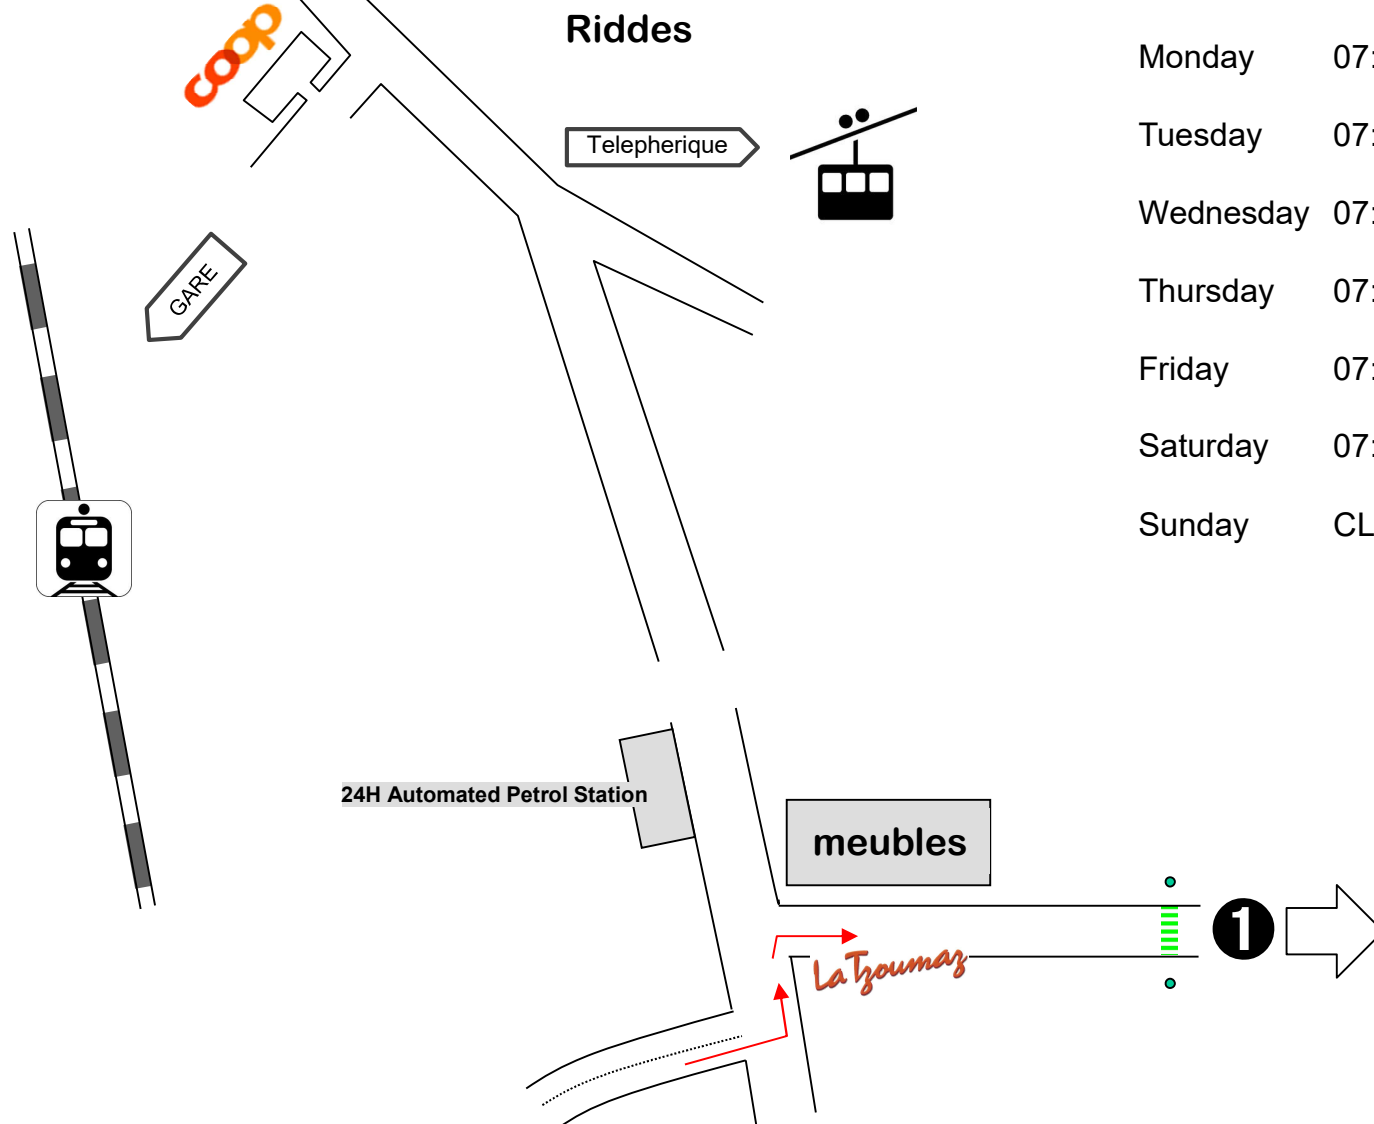 coop
Riddes
Telepherique
GARE
Monday 07:
Tuesday 07:
Wednesday 07:
Thursday 07:
Friday 07:
Saturday 07:
Sunday CL
24H Automated Petrol Station
meubles
1
La Tzoumaz